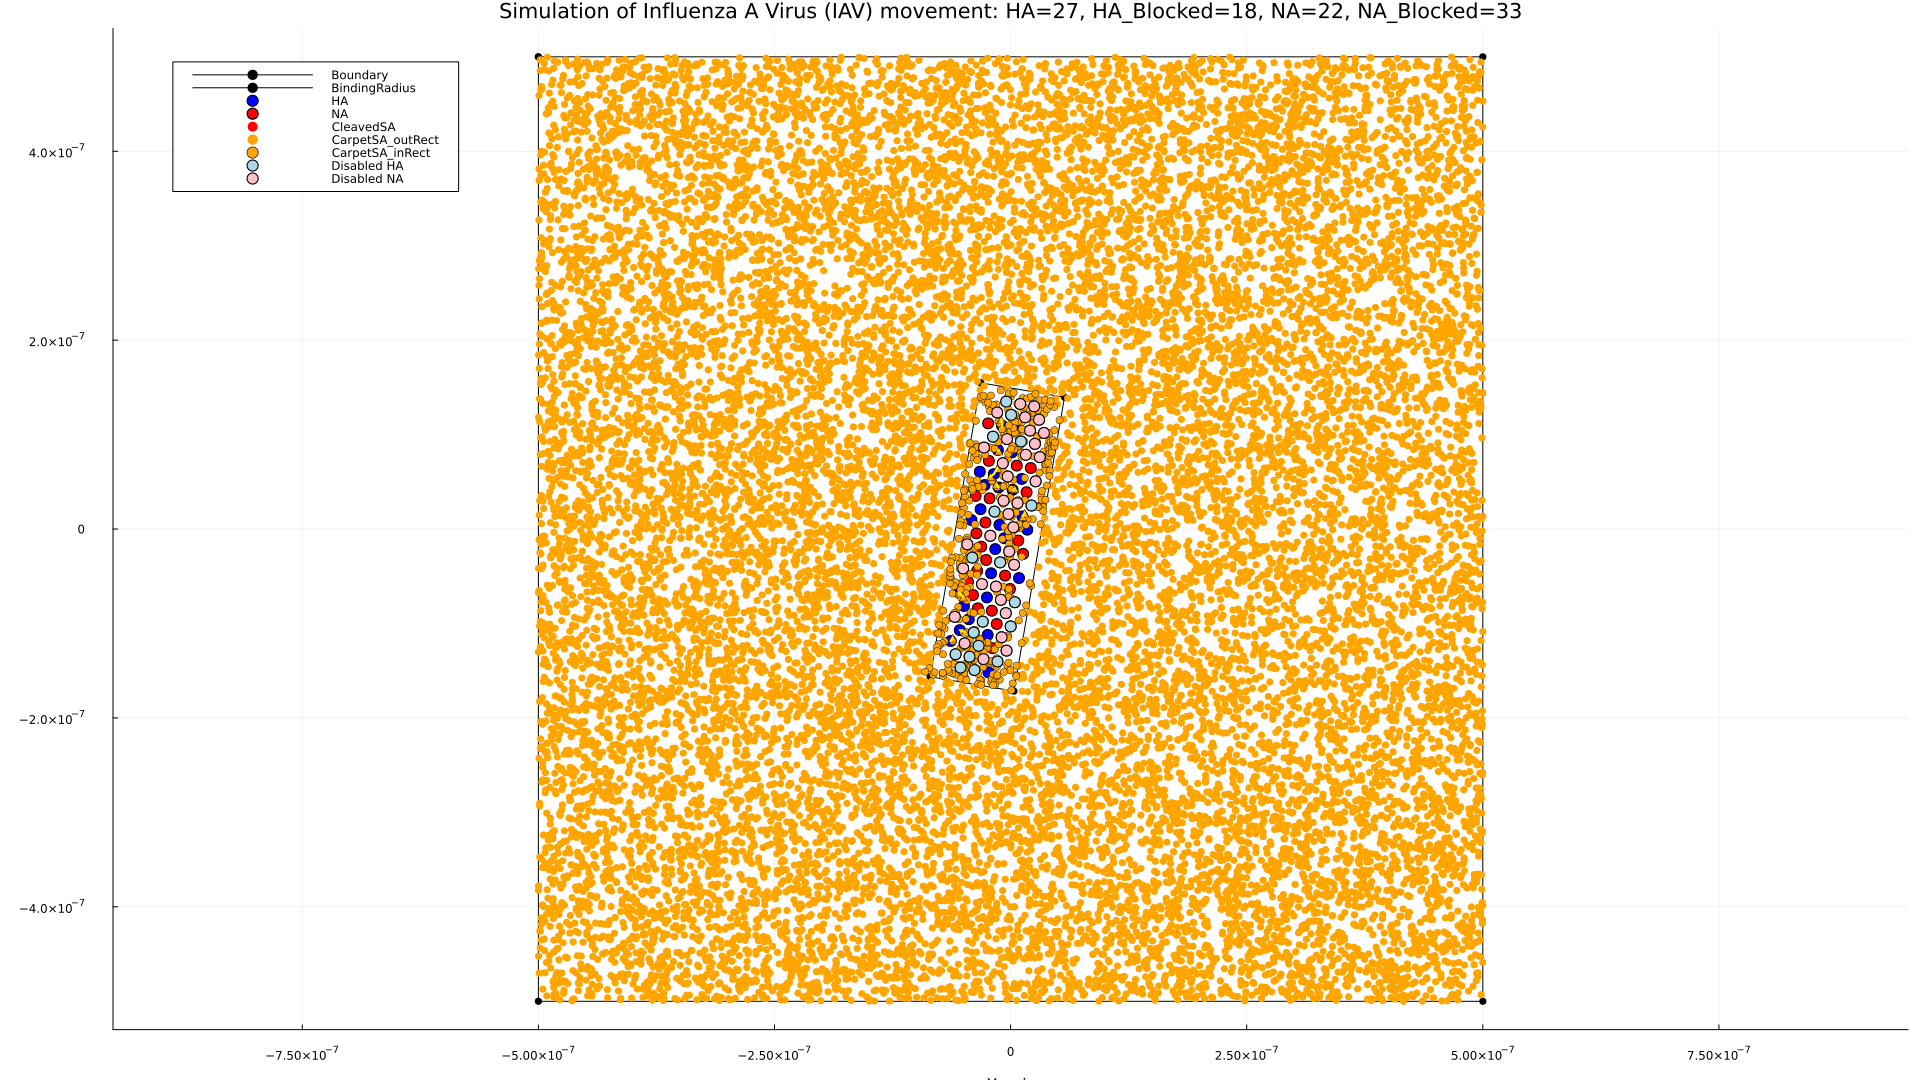 Simulation of Influenza A Virus (IAV) movement: HA=27, HA_Blocked=18, NA=22, NA_Blocked=33
Boundary
BindingRadius
HA
NA
CleavedSA
CarpetSA_outRect
CarpetSA_inRect
Disabled HA
Disabled NA
4.0×10⁻⁷
2.0×10⁻⁷
0
−2.0×10⁻⁷
−4.0×10⁻⁷
−7.50×10⁻⁷ −5.00×10⁻⁷ −2.50×10⁻⁷ 0 2.50×10⁻⁷ 5.00×10⁻⁷ 7.50×10⁻⁷